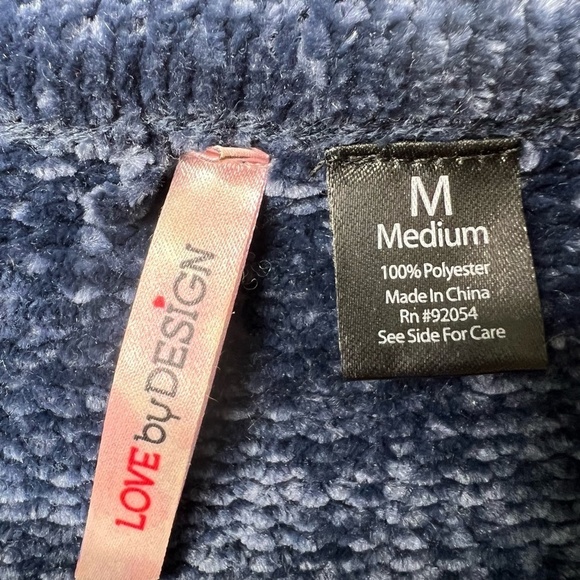 LOVE by DESIGN
M
Medium
100% Polyester
Made In China
Rn #92054
See Side For Care